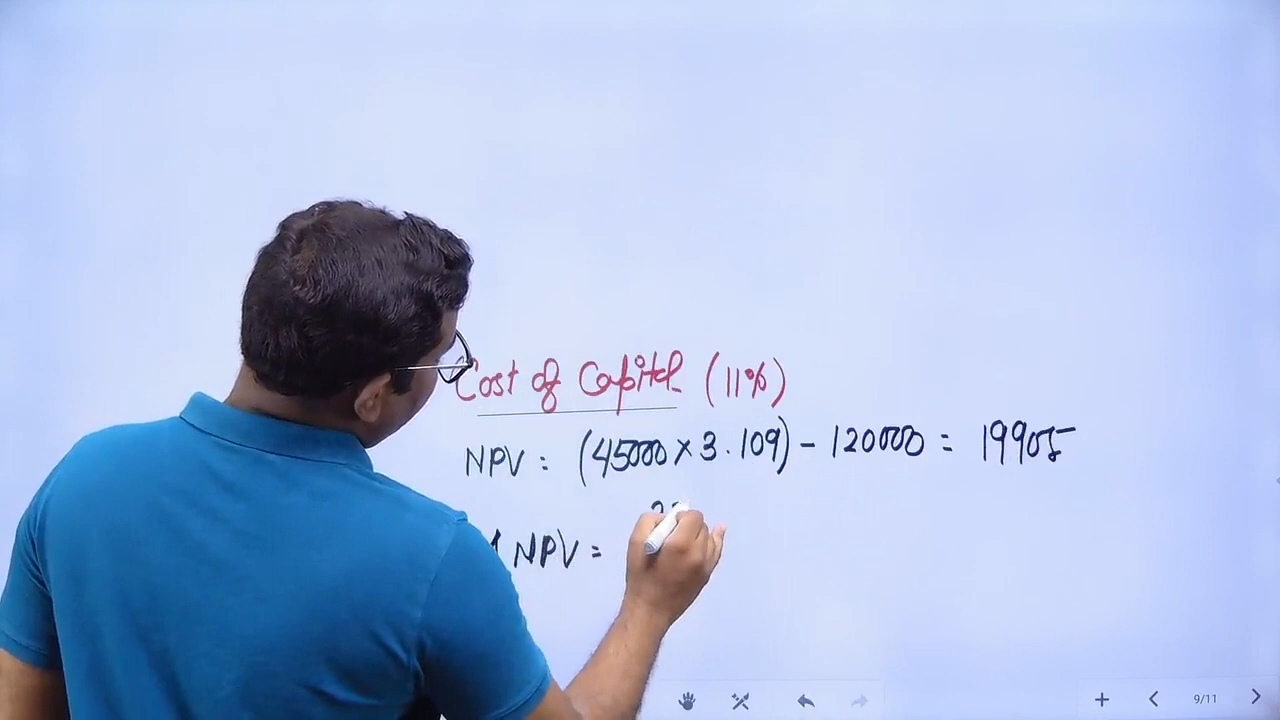 Cost of Capital (11%)
NPV = (45000 × 3.109) - 120000 = 19905
NPV =
9/11